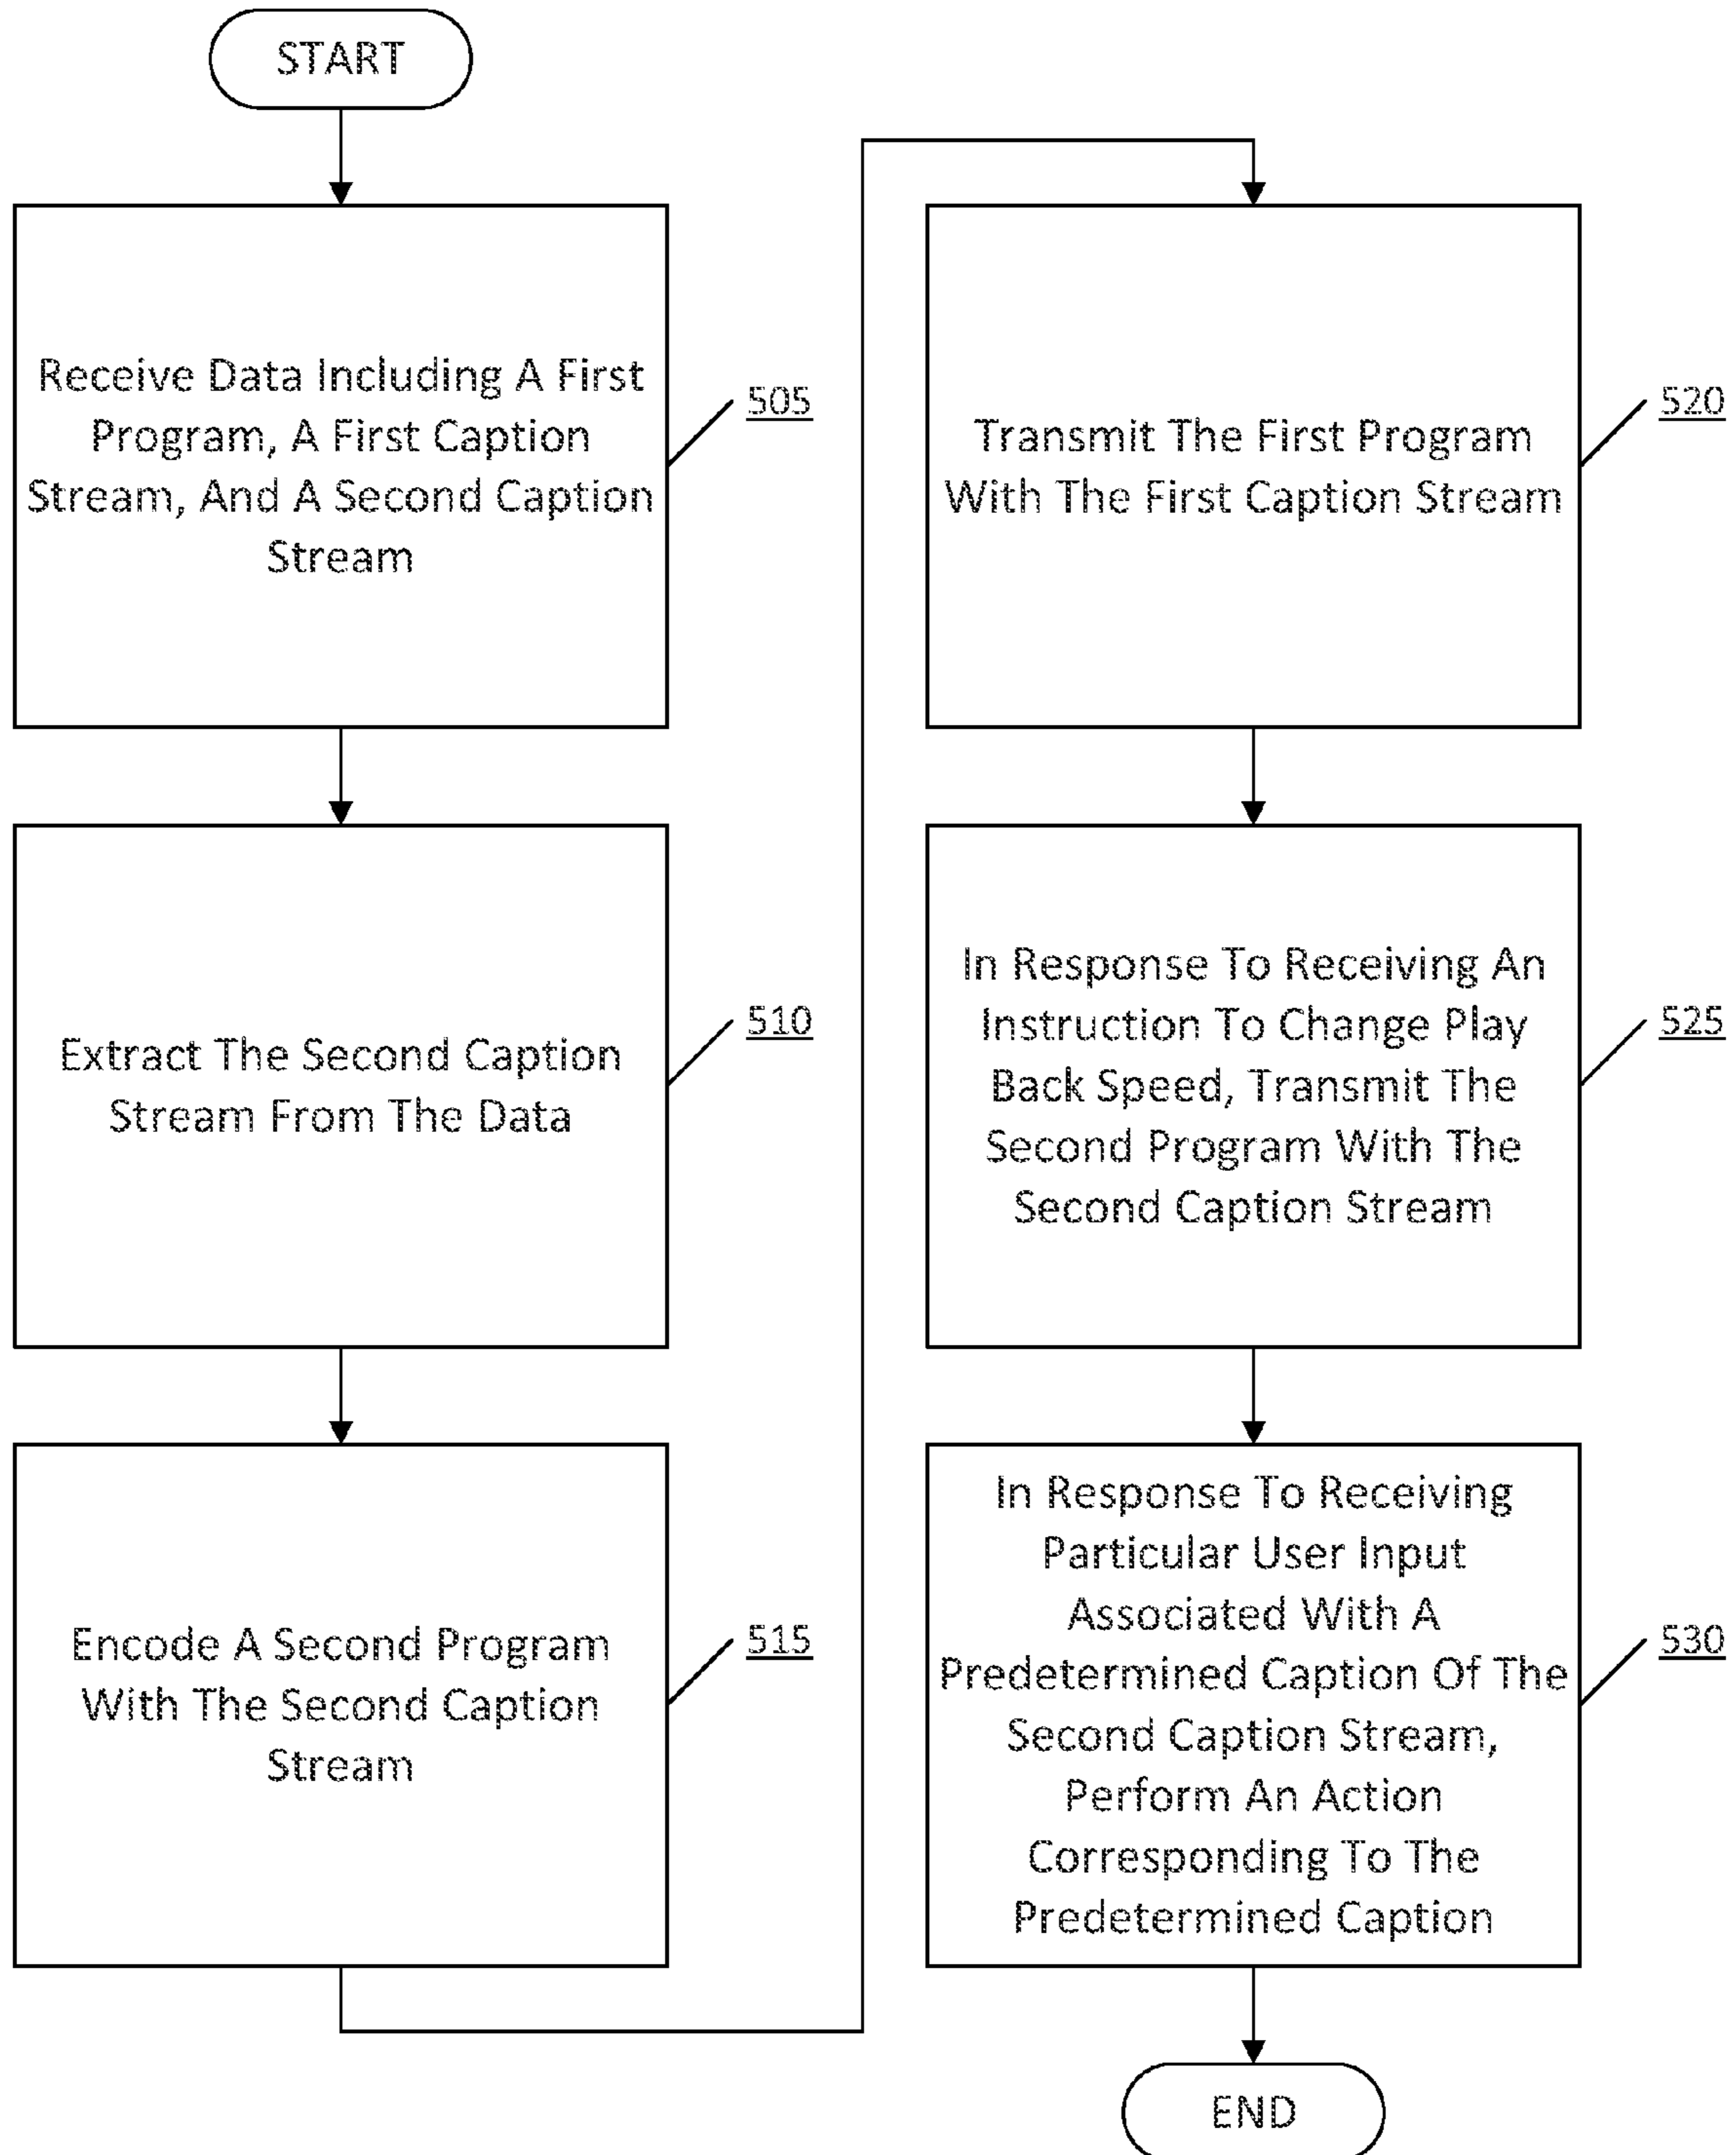 START
Receive Data Including A First
Program, A First Caption
Stream, And A Second Caption
Stream
505
Extract The Second Caption
Stream From The Data
510
Encode A Second Program
With The Second Caption
Stream
515
Transmit The First Program
With The First Caption Stream
520
In Response To Receiving An
Instruction To Change Play
Back Speed, Transmit The
Second Program With The
Second Caption Stream
525
In Response To Receiving
Particular User Input
Associated With A
Predetermined Caption Of The
Second Caption Stream,
Perform An Action
Corresponding To The
Predetermined Caption
530
END